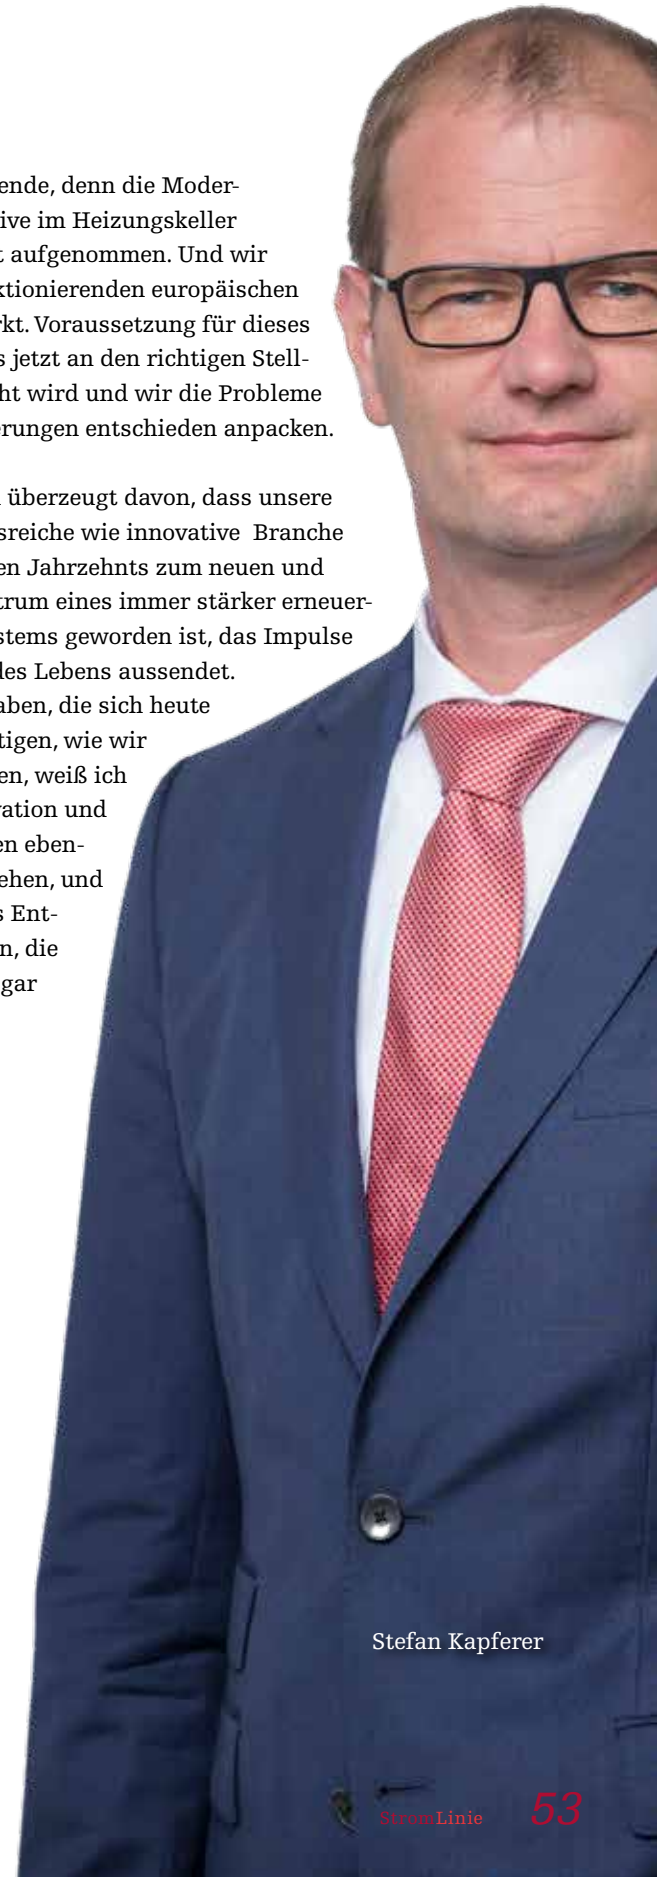 ende, denn die Moder-
ive im Heizungskeller
t aufgenommen. Und wir
ktionierenden europäischen
rkt. Voraussetzung für dieses
s jetzt an den richtigen Stell-
ht wird und wir die Probleme
erungen entschieden anpacken.
überzeugt davon, dass unsere
sreiche wie innovative Branche
en Jahrzehnts zum neuen und
trum eines immer stärker erneuer-
stems geworden ist, das Impulse
des Lebens aussendet.
aben, die sich heute
tigen, wie wir
en, weiß ich
ation und
en eben-
ehen, und
s Ent-
n, die
gar
Stefan Kapferer
StromLinie 53